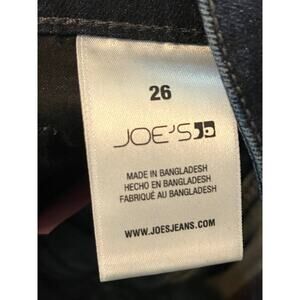 26
JOE'S
MADE IN BANGLADESH
HECHO EN BANGLADESH
FABRIQUÉ AU BANGLADESH
WWW.JOESJEANS.COM